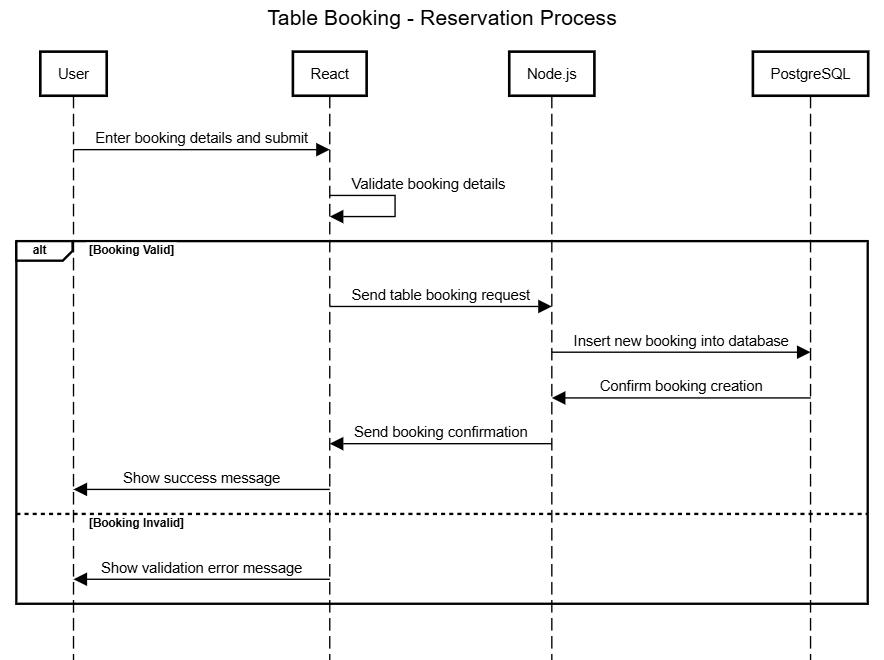 Table Booking - Reservation Process
User
React
Node.js
PostgreSQL
Enter booking details and submit
Validate booking details
alt
[Booking Valid]
Send table booking request
Insert new booking into database
Confirm booking creation
Send booking confirmation
Show success message
[Booking Invalid]
Show validation error message